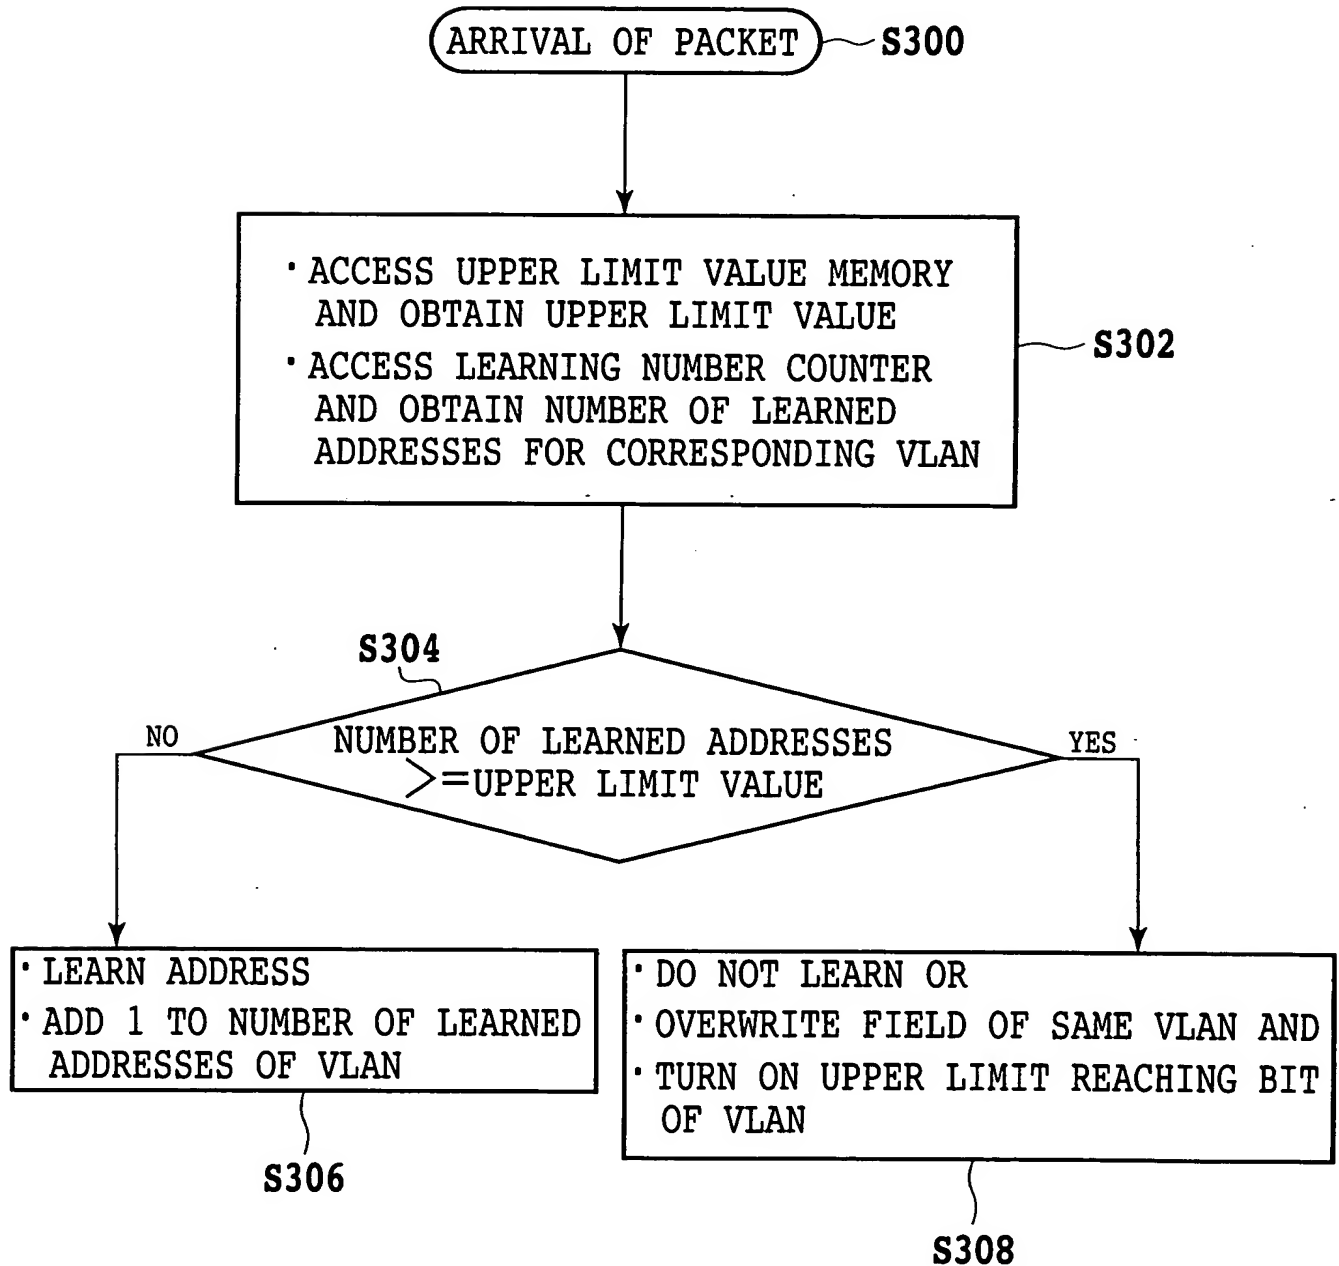 ARRIVAL OF PACKET
S300
・ACCESS UPPER LIMIT VALUE MEMORY
AND OBTAIN UPPER LIMIT VALUE
・ACCESS LEARNING NUMBER COUNTER
AND OBTAIN NUMBER OF LEARNED
ADDRESSES FOR CORRESPONDING VLAN
S302
S304
NUMBER OF LEARNED ADDRESSES
>=UPPER LIMIT VALUE
NO
YES
・LEARN ADDRESS
・ADD 1 TO NUMBER OF LEARNED
ADDRESSES OF VLAN
S306
・DO NOT LEARN OR
・OVERWRITE FIELD OF SAME VLAN AND
・TURN ON UPPER LIMIT REACHING BIT
OF VLAN
S308